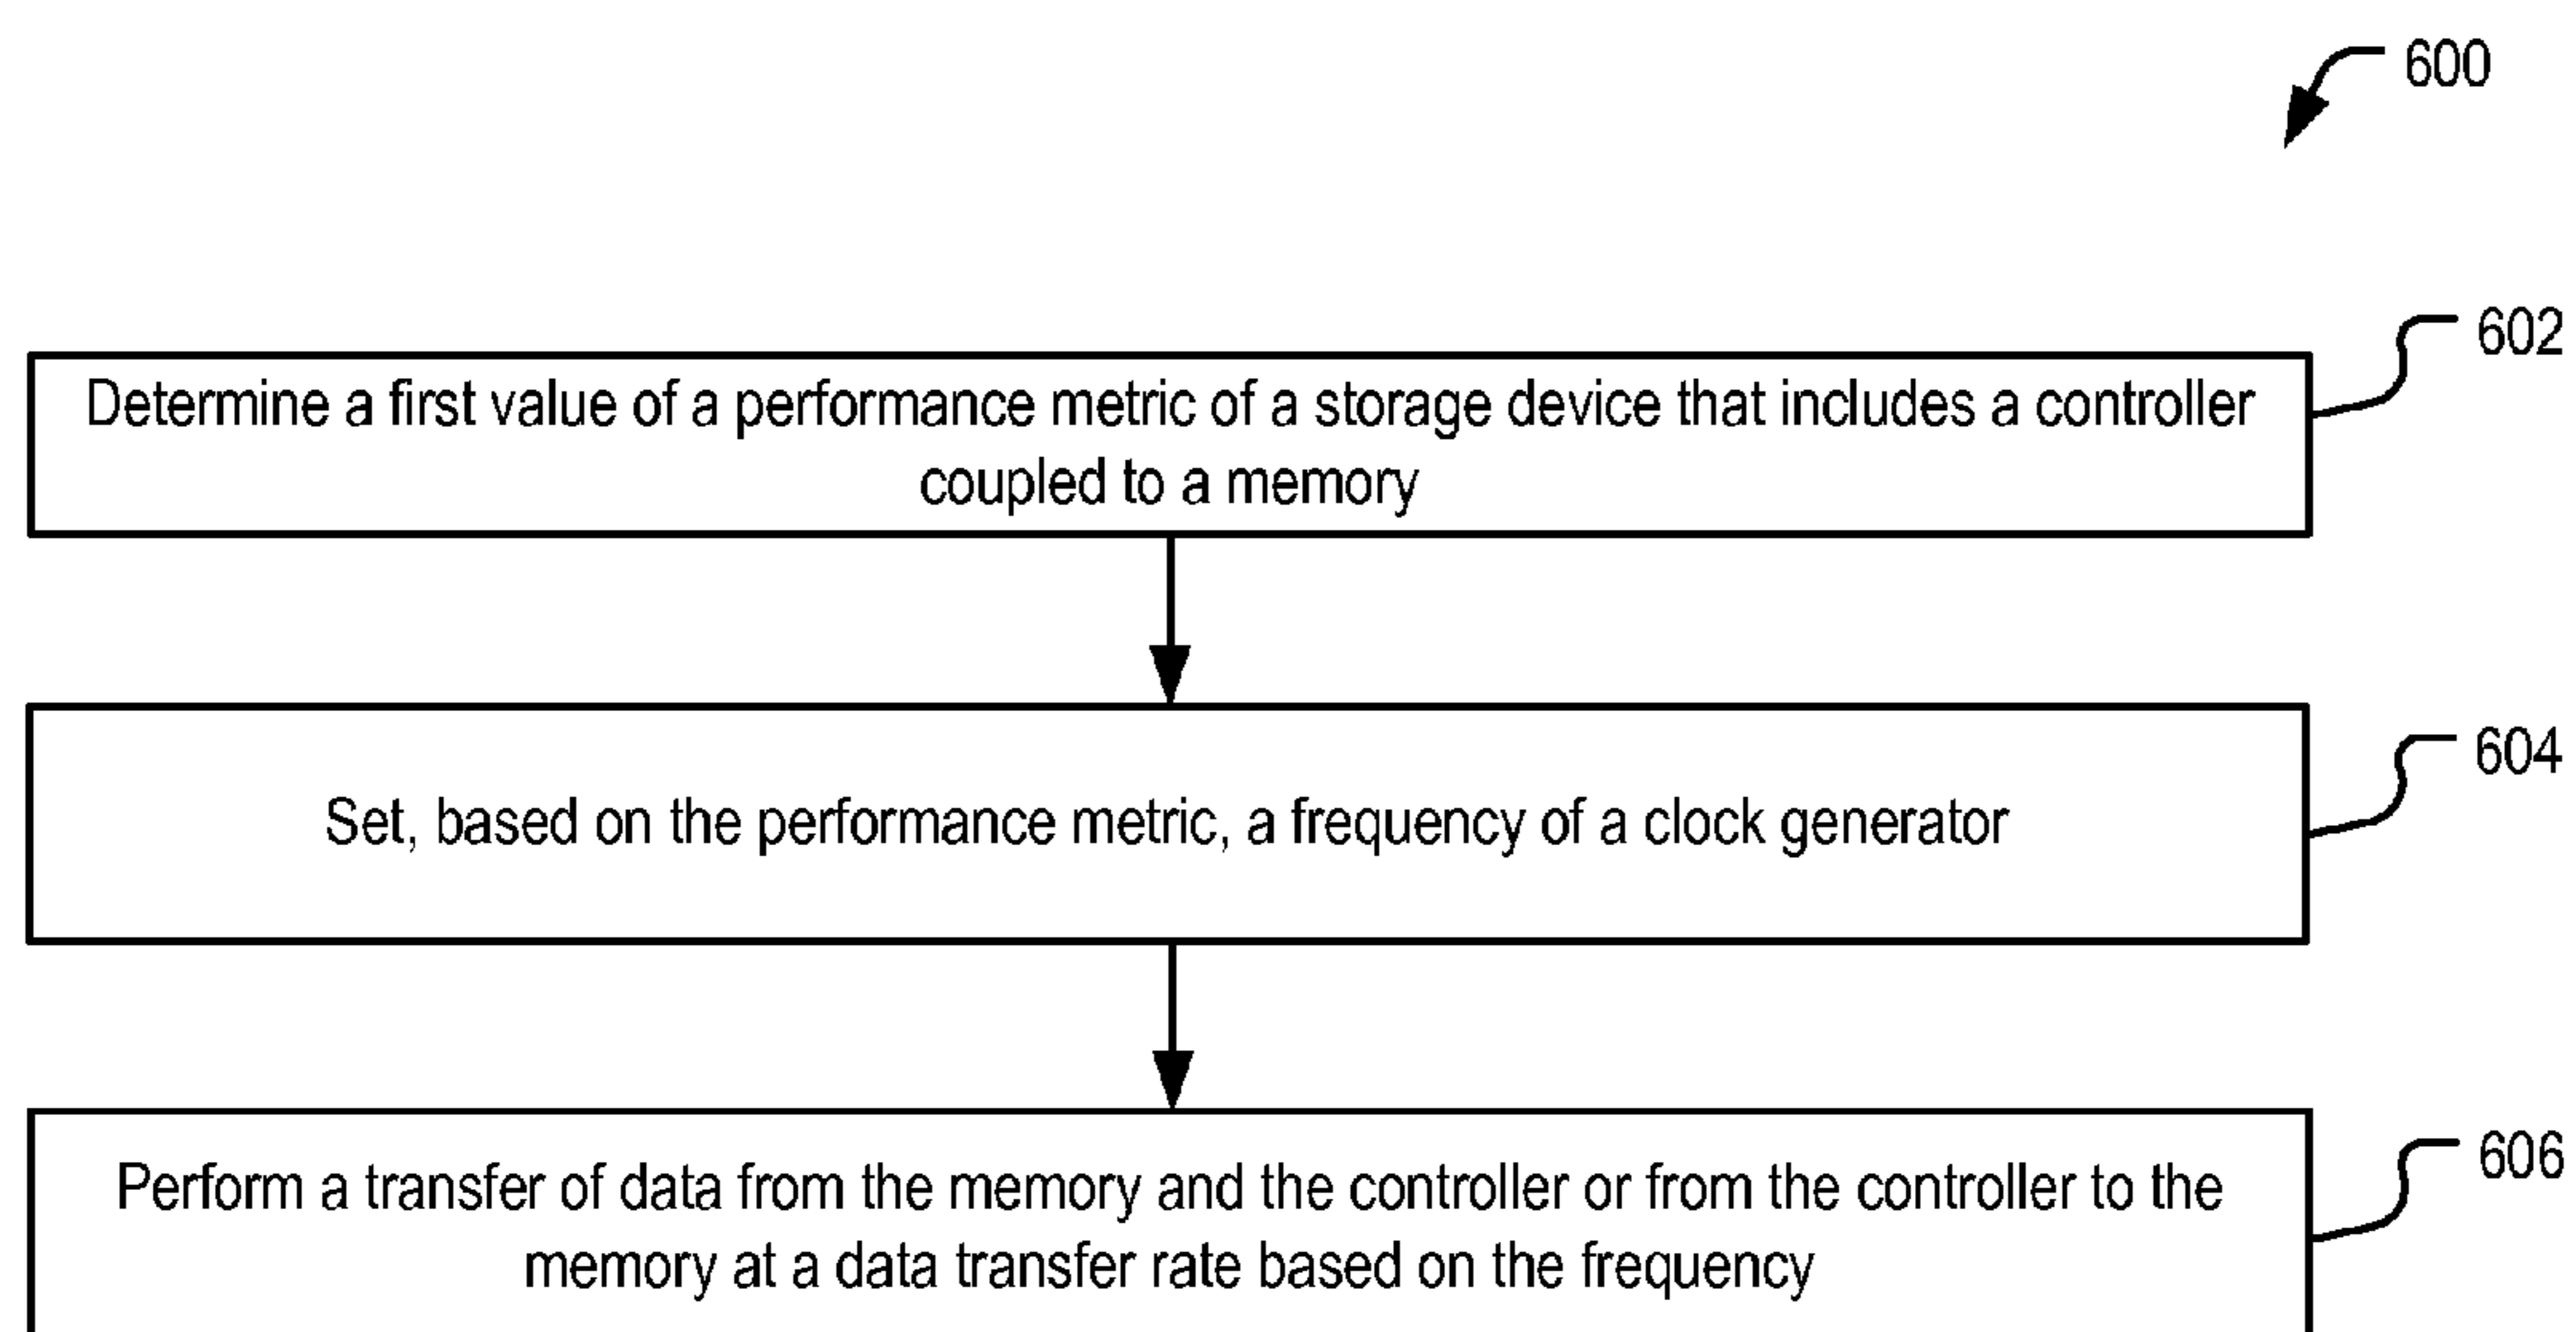 600
602
Determine a first value of a performance metric of a storage device that includes a controller
coupled to a memory
604
Set, based on the performance metric, a frequency of a clock generator
606
Perform a transfer of data from the memory and the controller or from the controller to the
memory at a data transfer rate based on the frequency